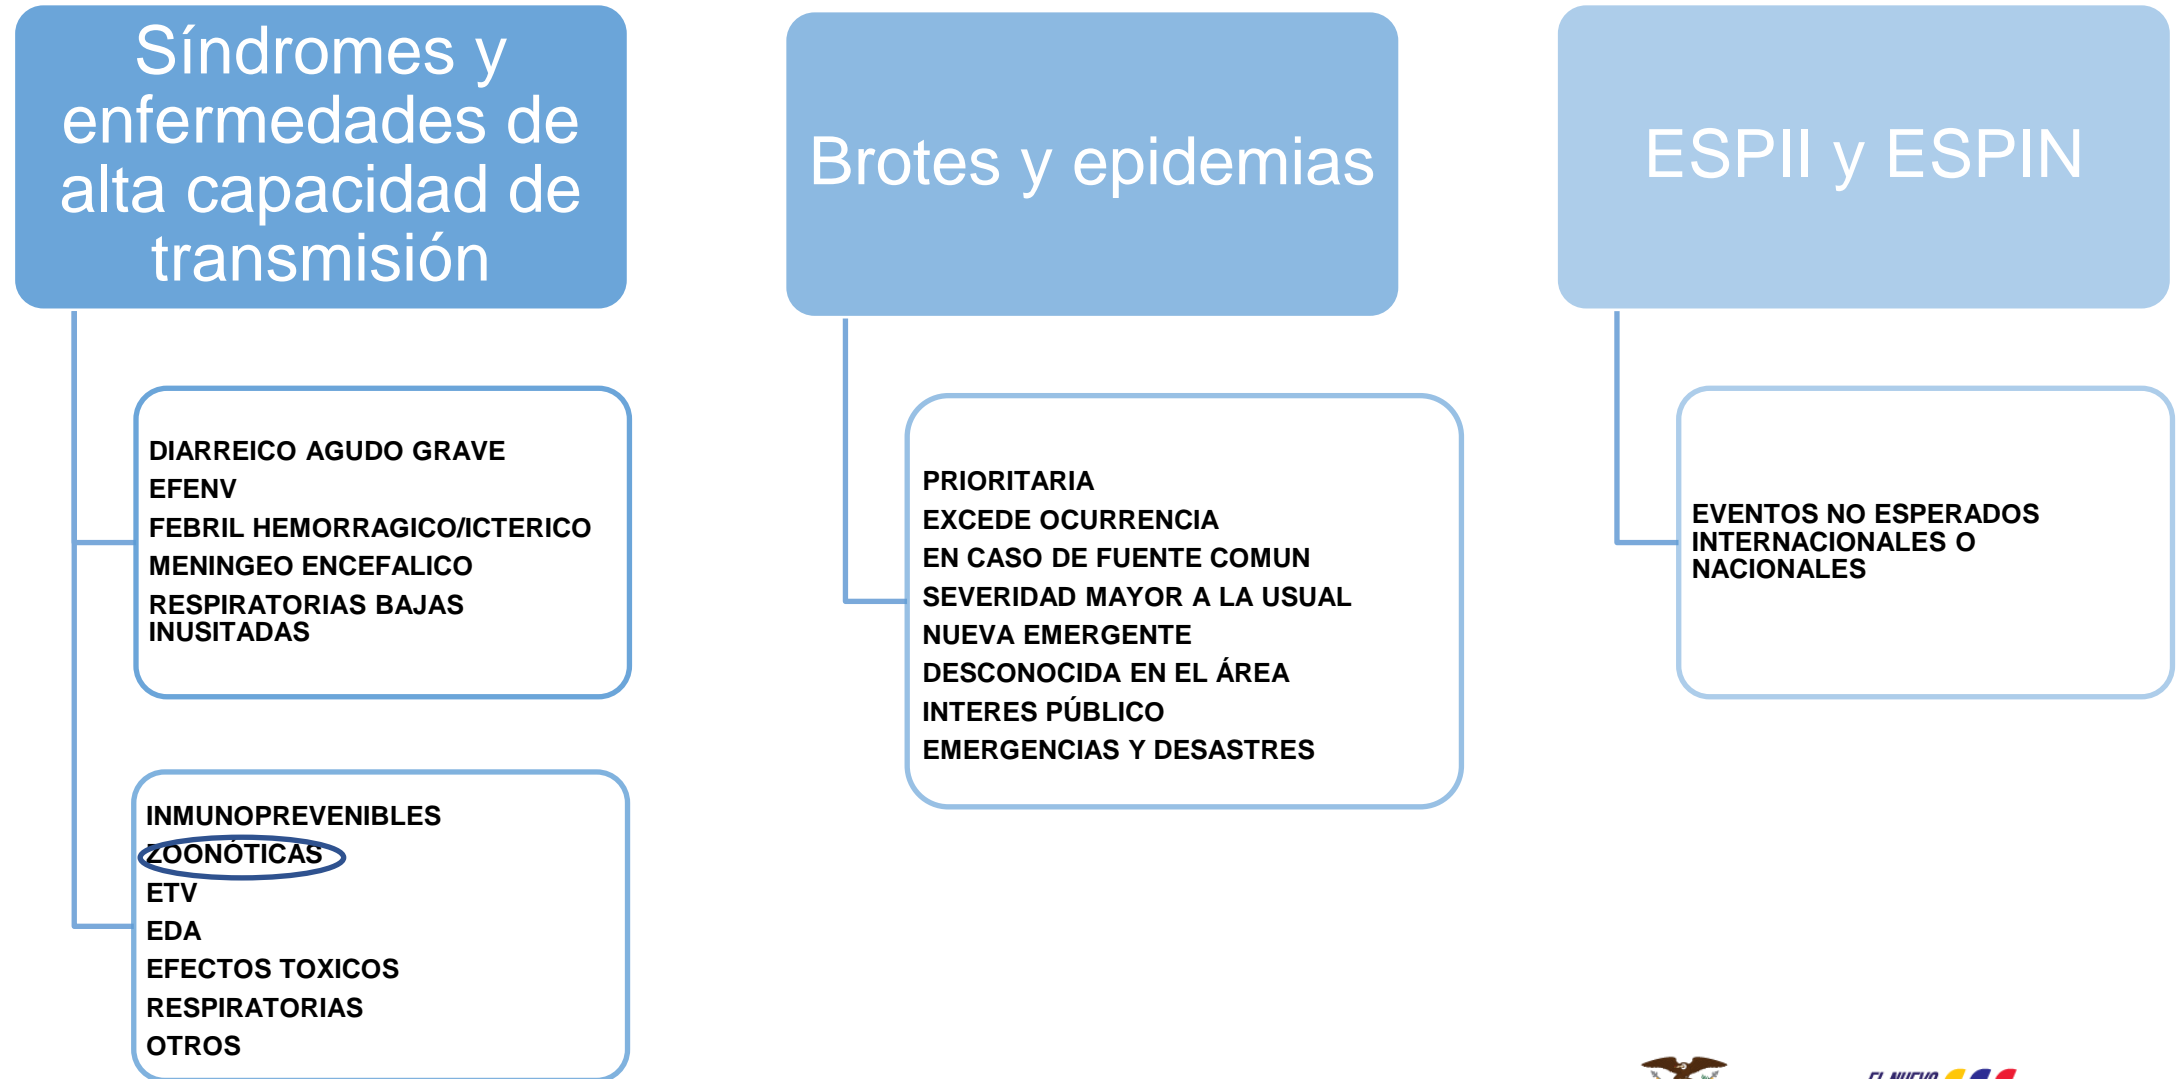 Síndromes y
enfermedades de
alta capacidad de
transmisión
DIARREICO AGUDO GRAVE
EFENV
FEBRIL HEMORRAGICO/ICTERICO
MENINGEO ENCEFALICO
RESPIRATORIAS BAJAS
INUSITADAS
INMUNOPREVENIBLES
ZOONÓTICAS
ETV
EDA
EFECTOS TOXICOS
RESPIRATORIAS
OTROS
Brotes y epidemias
PRIORITARIA
EXCEDE OCURRENCIA
EN CASO DE FUENTE COMUN
SEVERIDAD MAYOR A LA USUAL
NUEVA EMERGENTE
DESCONOCIDA EN EL ÁREA
INTERES PÚBLICO
EMERGENCIAS Y DESASTRES
ESPII y ESPIN
EVENTOS NO ESPERADOS
INTERNACIONALES O
NACIONALES
EL NUEVO